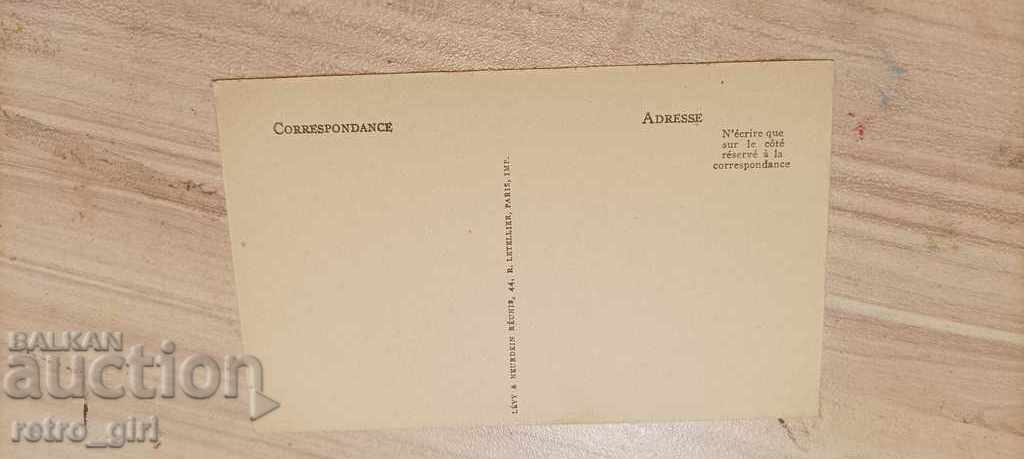 CORRESPONDANCE
ADRESSE
N'écrire que
sur le côté
réservé à la
correspondance
LÉVY & NEURDEIN RÉUNIS, 44, R. LETELLIER, PARIS, IMP.
BALKAN
auction
retro_girl